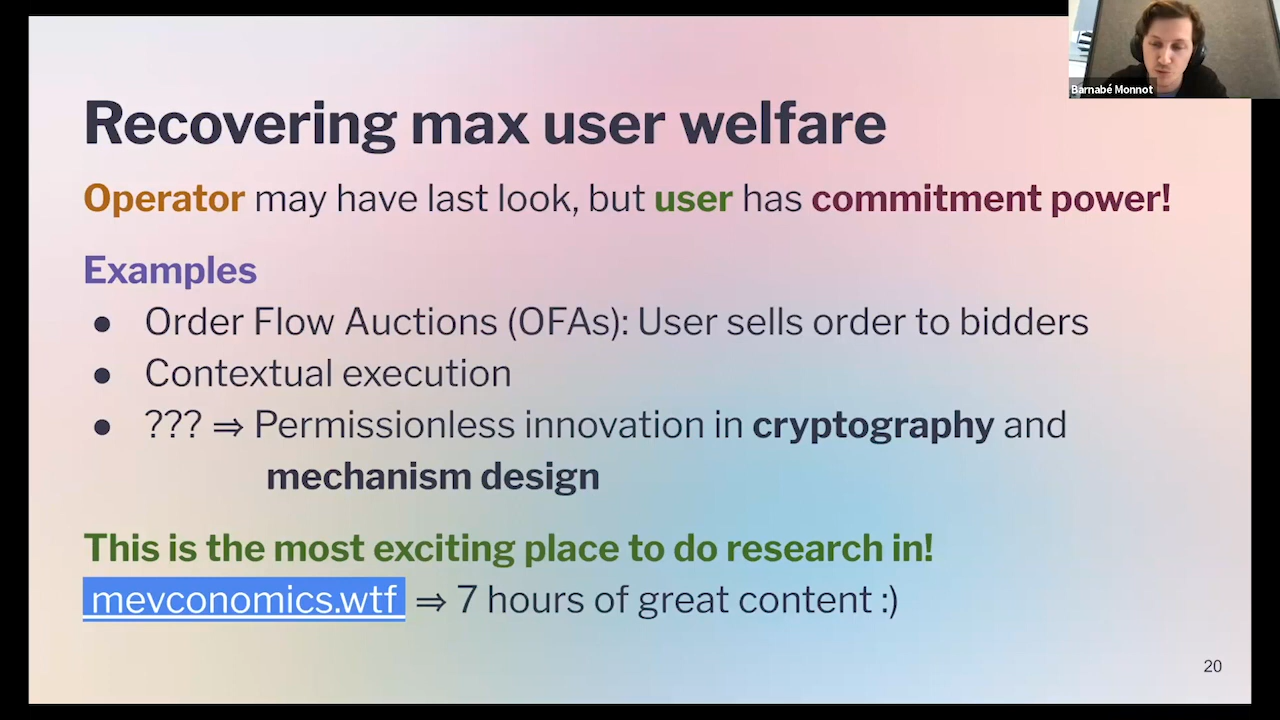 Barnabé Monnot
Recovering max user welfare
Operator may have last look, but user has commitment power!
Examples
● Order Flow Auctions (OFAs): User sells order to bidders
● Contextual execution
● ??? ⇒ Permissionless innovation in cryptography and
mechanism design
This is the most exciting place to do research in!
mevconomics.wtf ⇒ 7 hours of great content :)
20